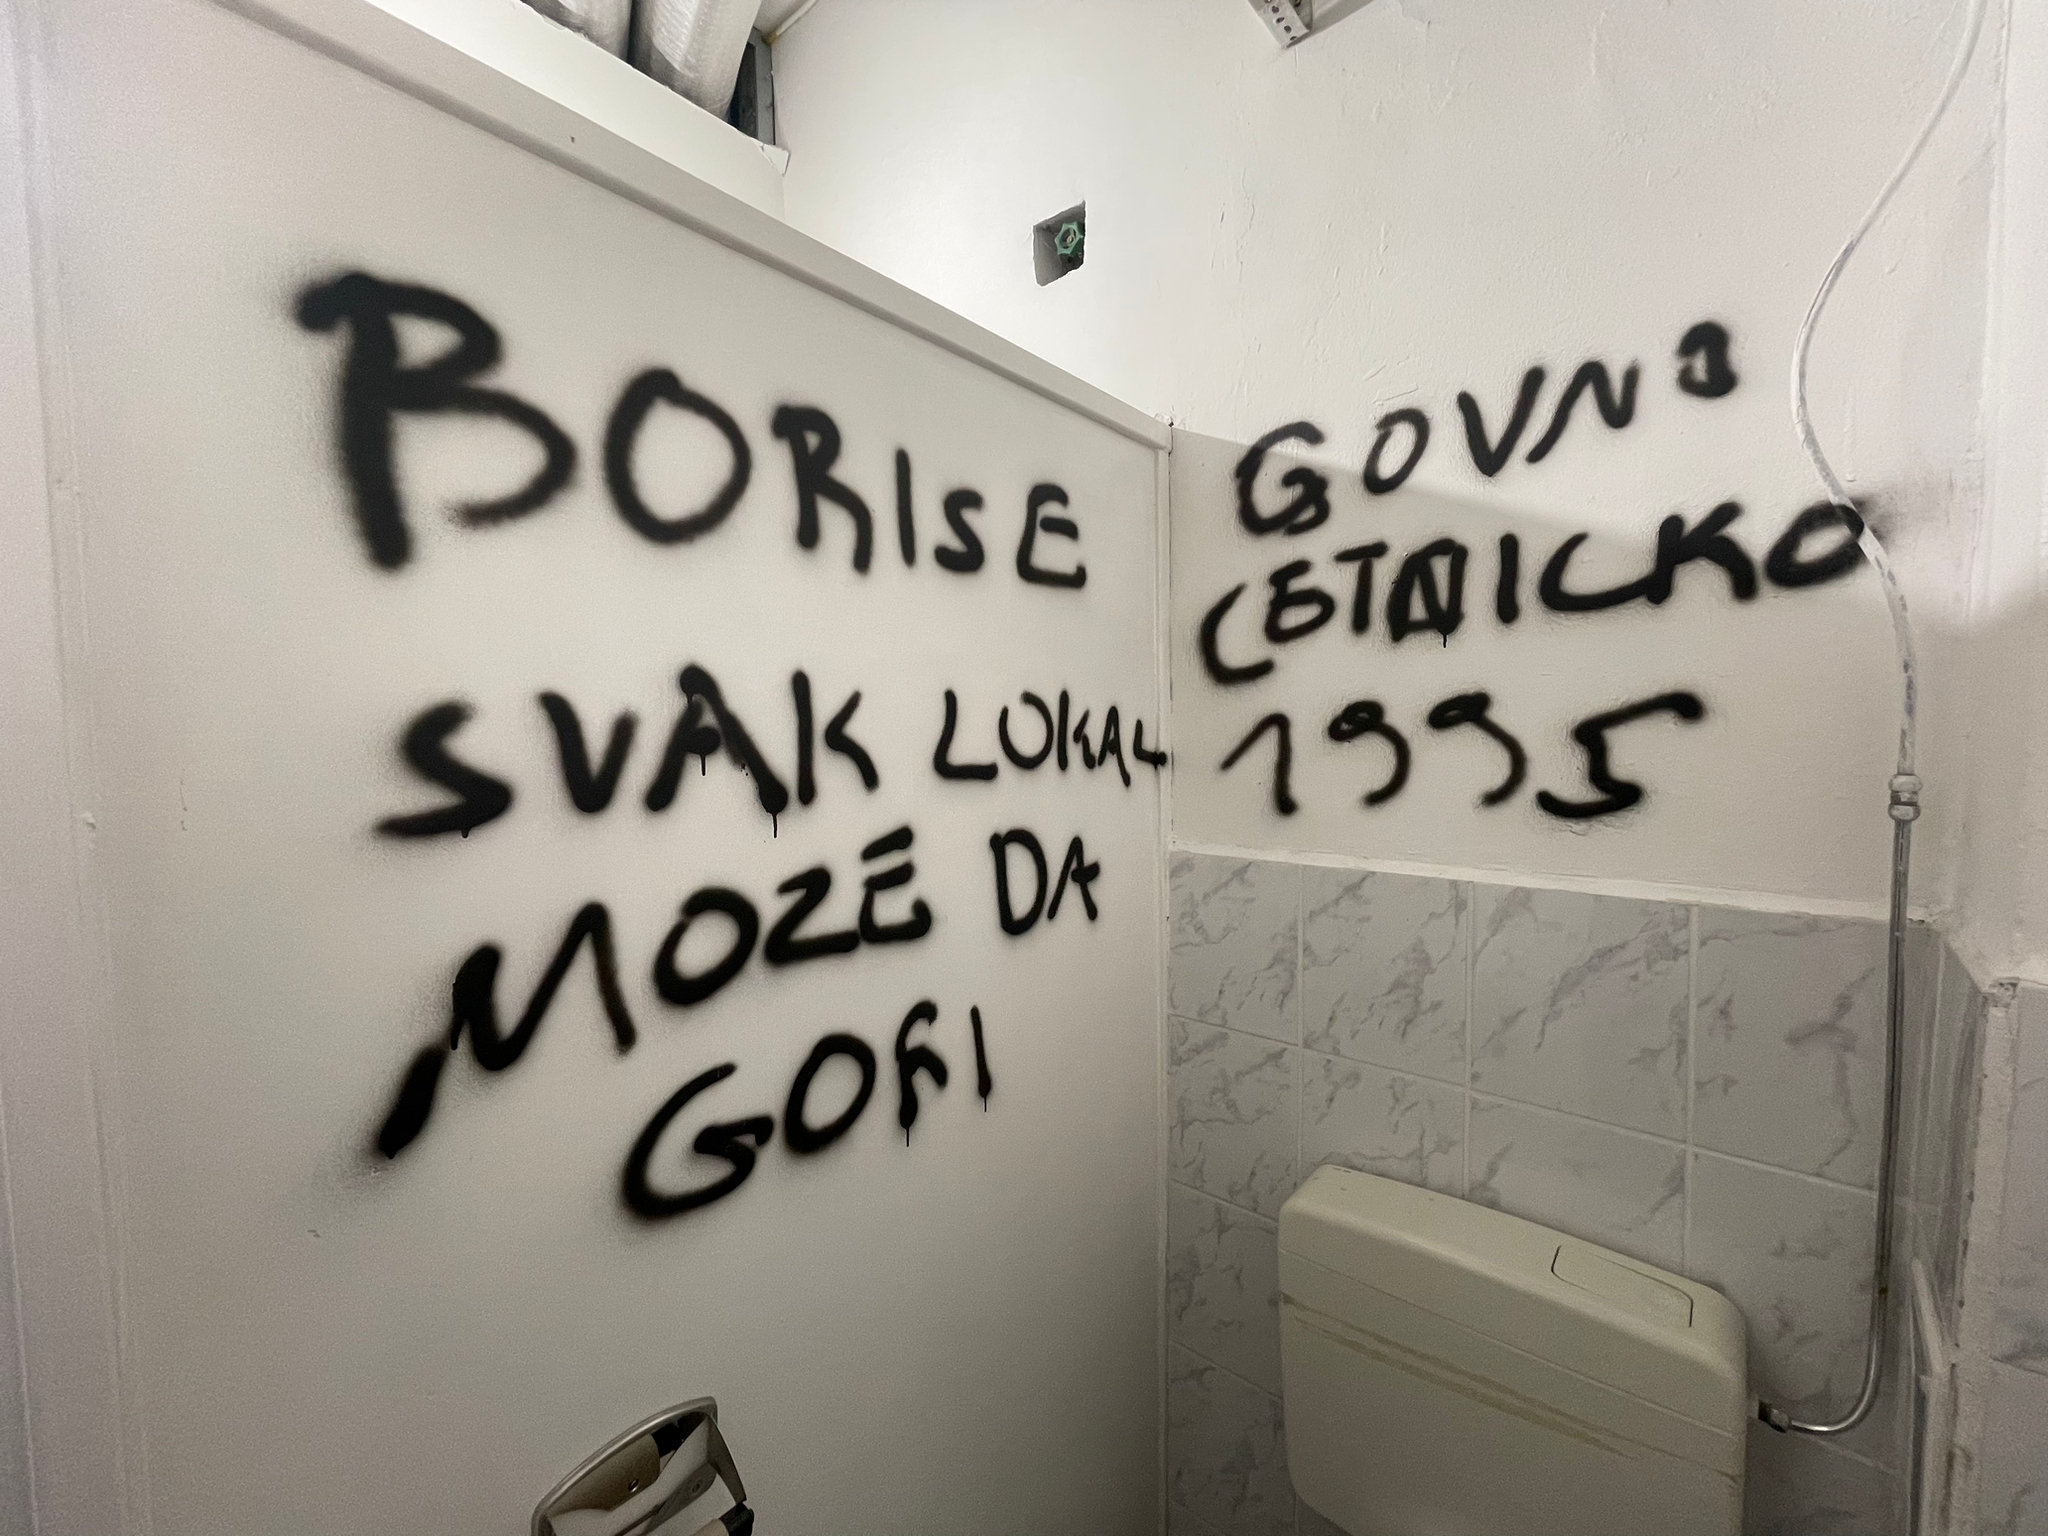 BORISE
SVAK LOKAL
MOZE DA
GORI
GOVNO
CETNICKO
1995